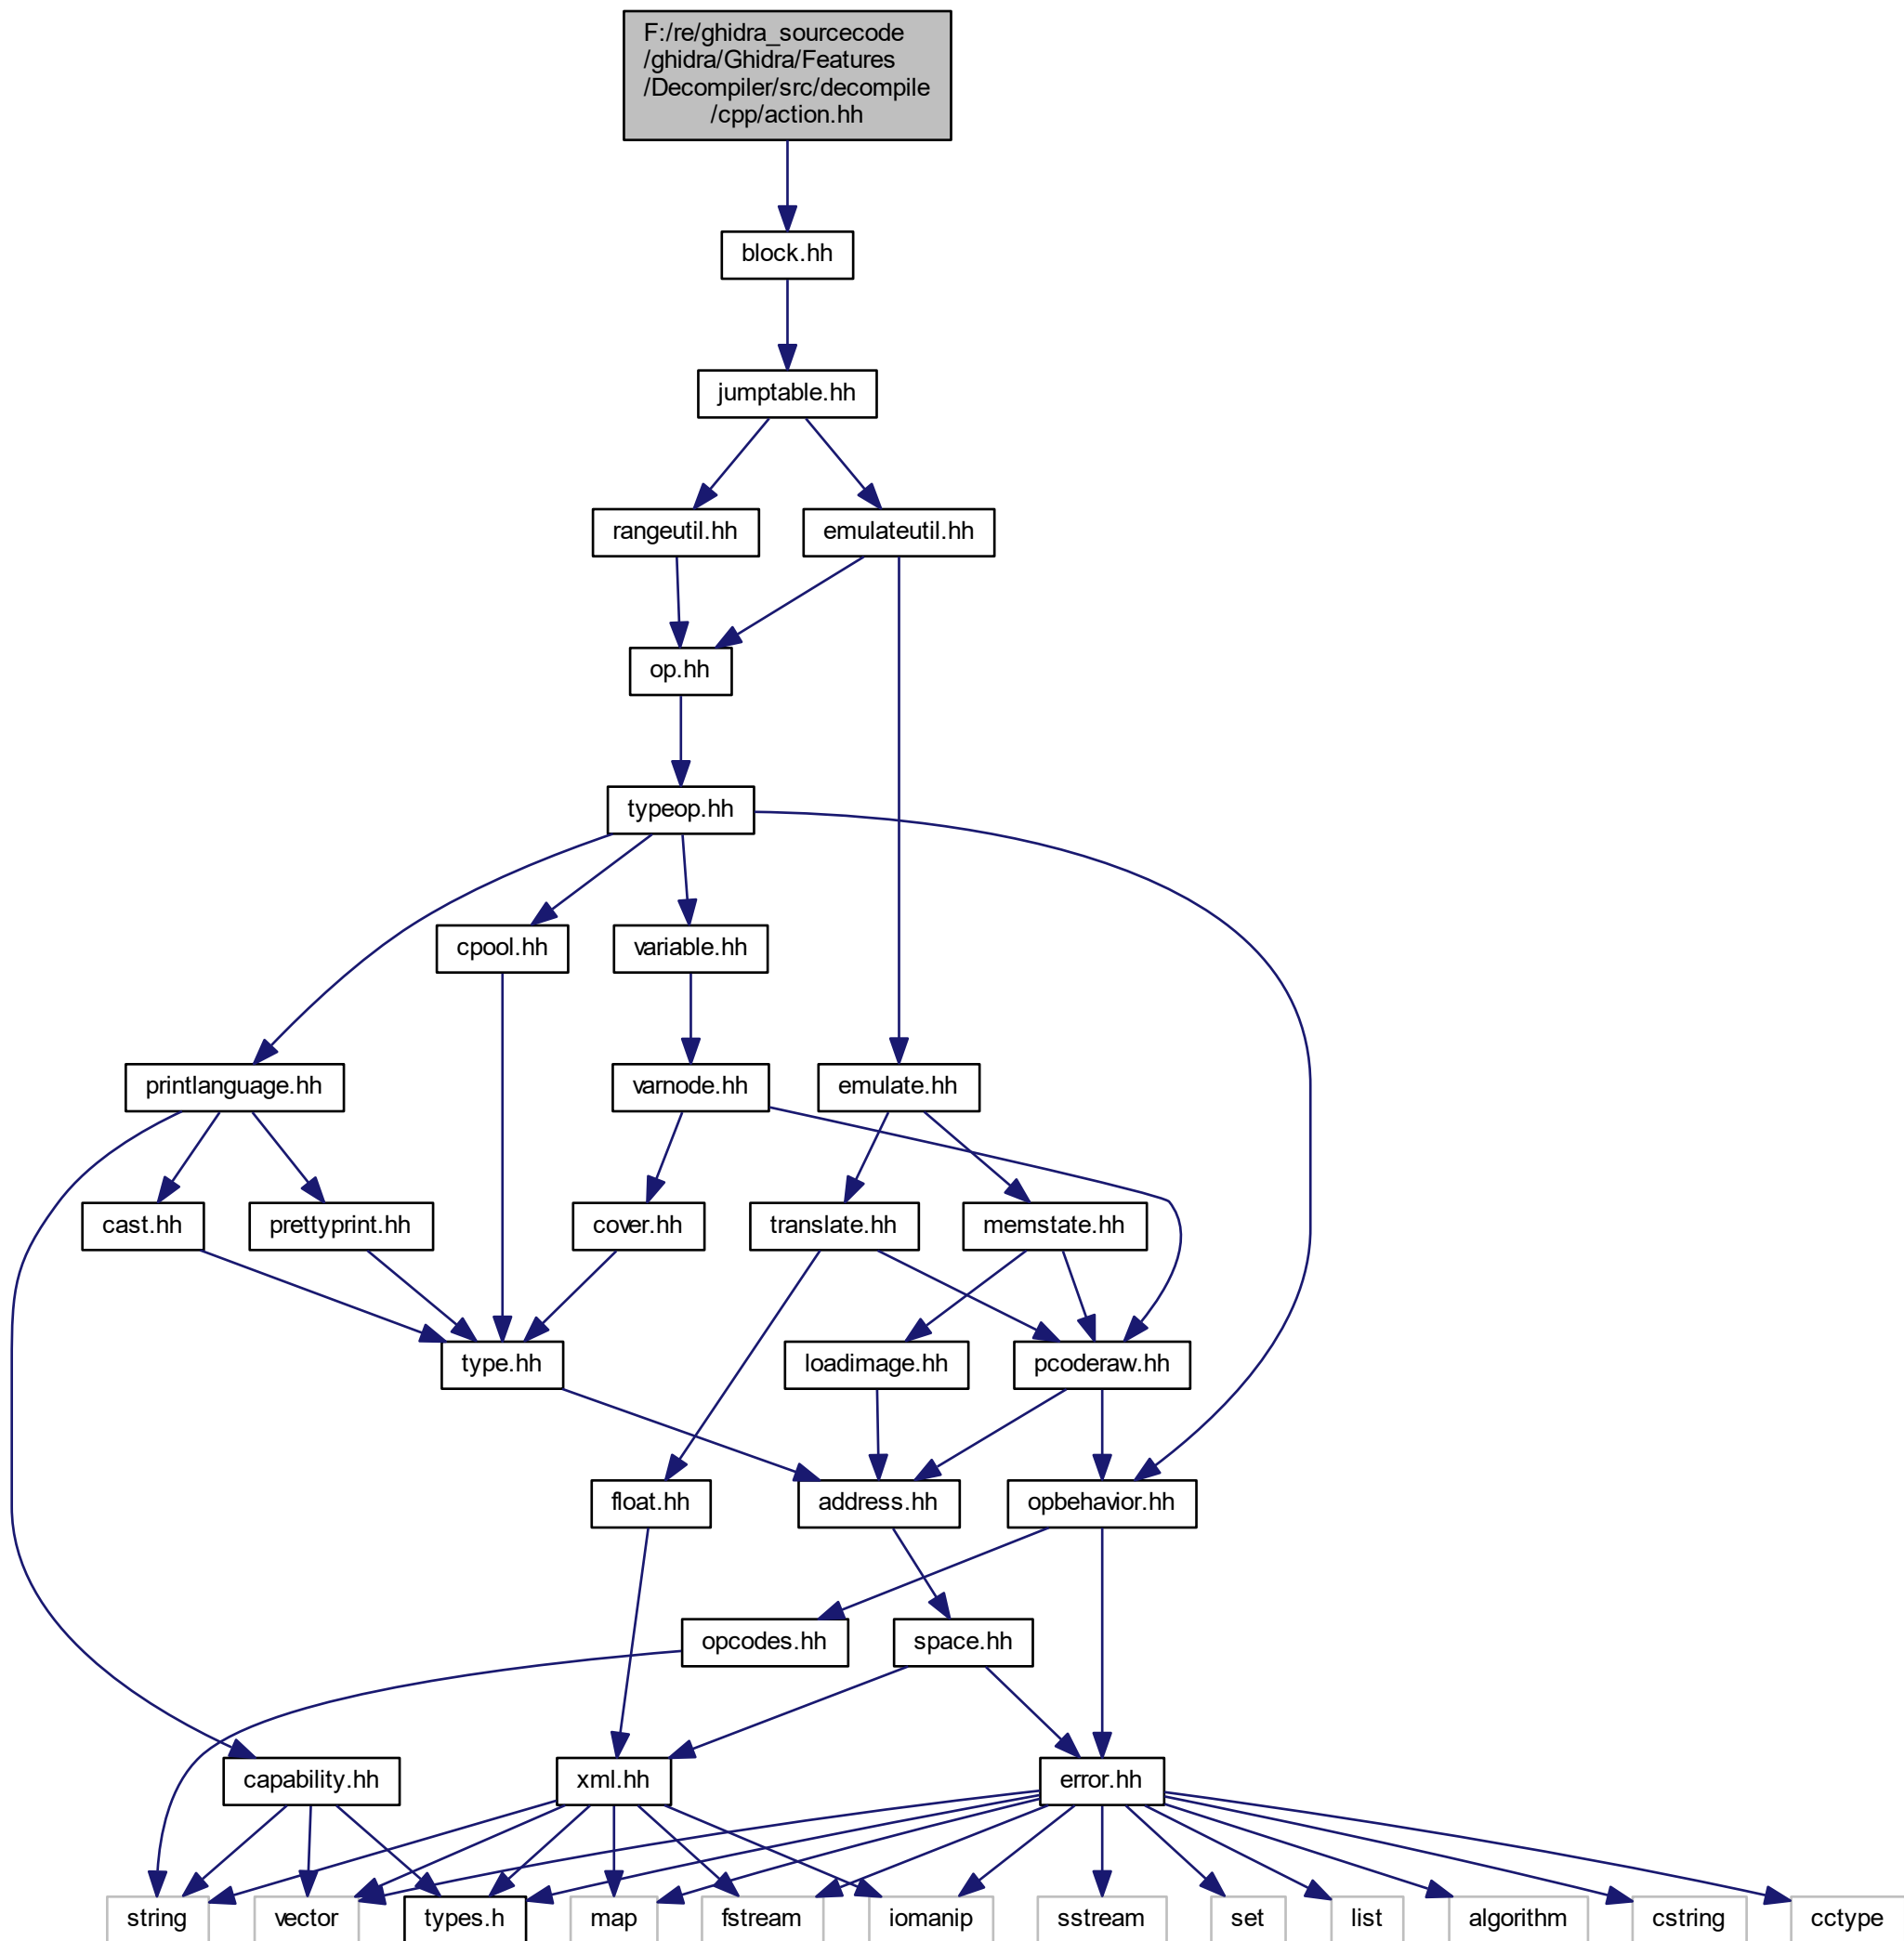 F:/re/ghidra_sourcecode
/ghidra/Ghidra/Features
/Decompiler/src/decompile
/cpp/action.hh
block.hh
jumptable.hh
rangeutil.hh
emulateutil.hh
op.hh
typeop.hh
cpool.hh
variable.hh
printlanguage.hh
varnode.hh
emulate.hh
cast.hh
prettyprint.hh
cover.hh
translate.hh
memstate.hh
type.hh
loadimage.hh
pcoderaw.hh
float.hh
address.hh
opbehavior.hh
opcodes.hh
space.hh
capability.hh
xml.hh
error.hh
string
vector
types.h
map
fstream
iomanip
sstream
set
list
algorithm
cstring
cctype